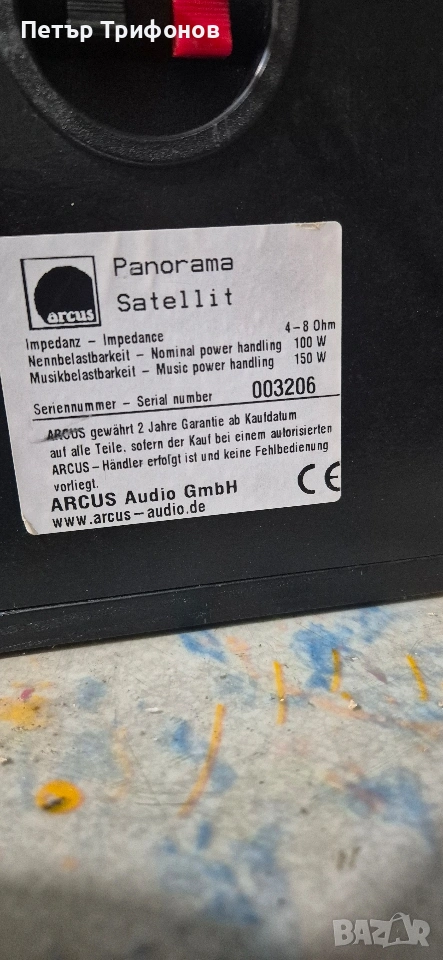 Петър Трифонов
arcus
Panorama
Satellit
Impedanz – Impedance 4–8 Ohm
Nennbelastbarkeit – Nominal power handling 100 W
Musikbelastbarkeit – Music power handling 150 W
Seriennummer – Serial number 003206
ARCUS gewährt 2 Jahre Garantie ab Kaufdatum
auf alle Teile, sofern der Kauf bei einem autorisierten
ARCUS–Händler erfolgt ist und keine Fehlbedienung
vorliegt.
ARCUS Audio GmbH CE
www.arcus–audio.de
BAZAR